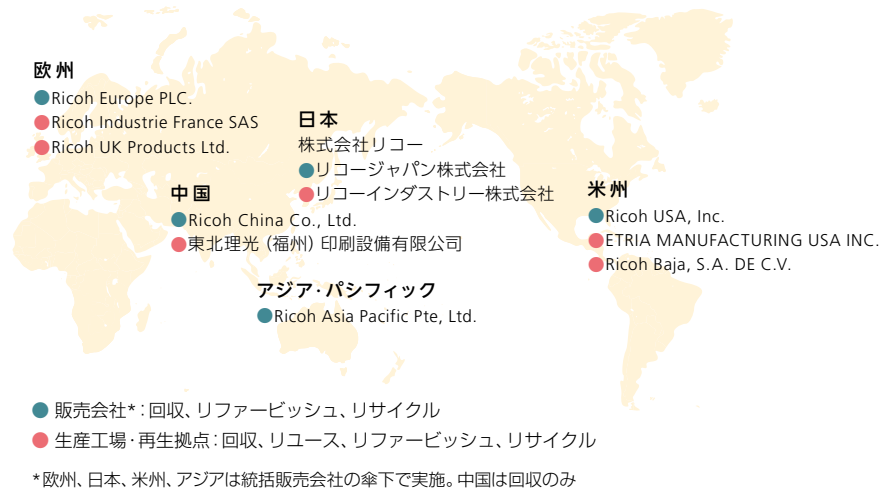 欧州
●Ricoh Europe PLC.
●Ricoh Industrie France SAS
●Ricoh UK Products Ltd.
日本
株式会社リコー
●リコージャパン株式会社
●リコーインダストリー株式会社
中国
●Ricoh China Co., Ltd.
●東北理光（福州）印刷設備有限公司
米州
●Ricoh USA, Inc.
●ETRIA MANUFACTURING USA INC.
●Ricoh Baja, S.A. DE C.V.
アジア・パシフィック
●Ricoh Asia Pacific Pte, Ltd.
● 販売会社*：回収、リファービッシュ、リサイクル
● 生産工場・再生拠点：回収、リユース、リファービッシュ、リサイクル
*欧州、日本、米州、アジアは統括販売会社の傘下で実施。中国は回収のみ